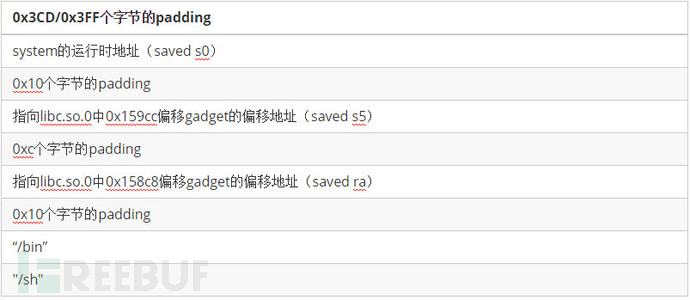 0x3CD/0x3FF个字节的padding
system的运行时地址（saved s0）
0x10个字节的padding
指向libc.so.0中0x159cc偏移gadget的偏移地址（saved s5）
0xc个字节的padding
指向libc.so.0中0x158c8偏移gadget的偏移地址（saved ra）
0x10个字节的padding
“/bin”
"/sh"
FREEBUF